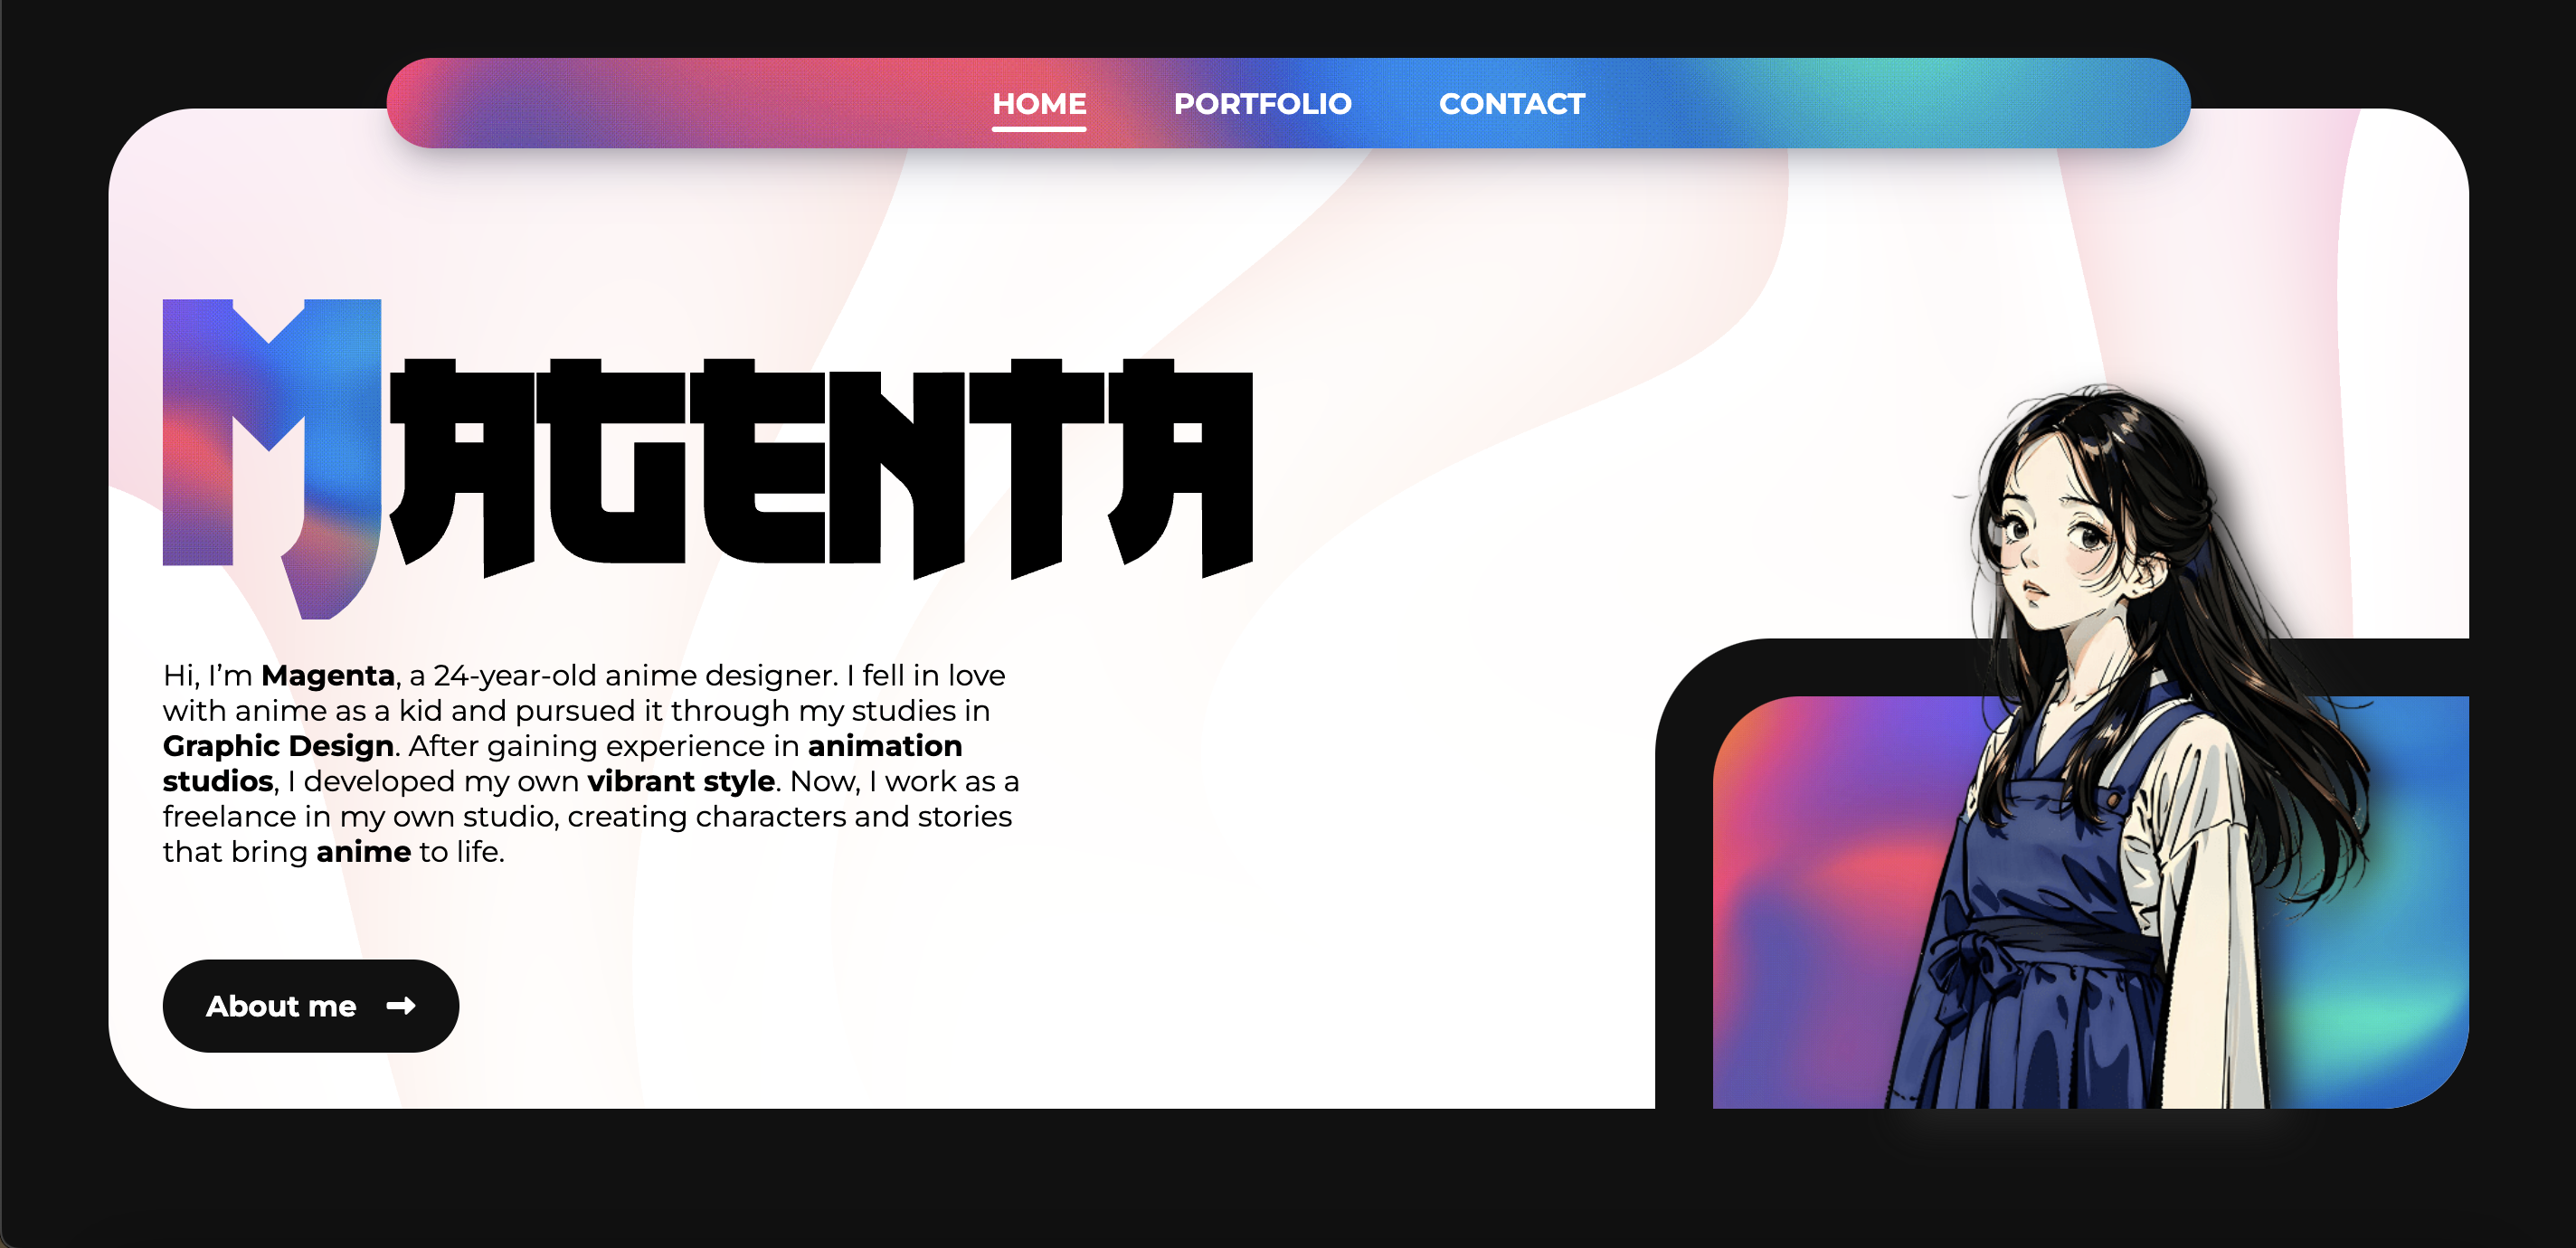 HOME PORTFOLIO CONTACT
MAGENTA
Hi, I’m Magenta, a 24-year-old anime designer. I fell in love
with anime as a kid and pursued it through my studies in
Graphic Design. After gaining experience in animation
studios, I developed my own vibrant style. Now, I work as a
freelance in my own studio, creating characters and stories
that bring anime to life.
About me →